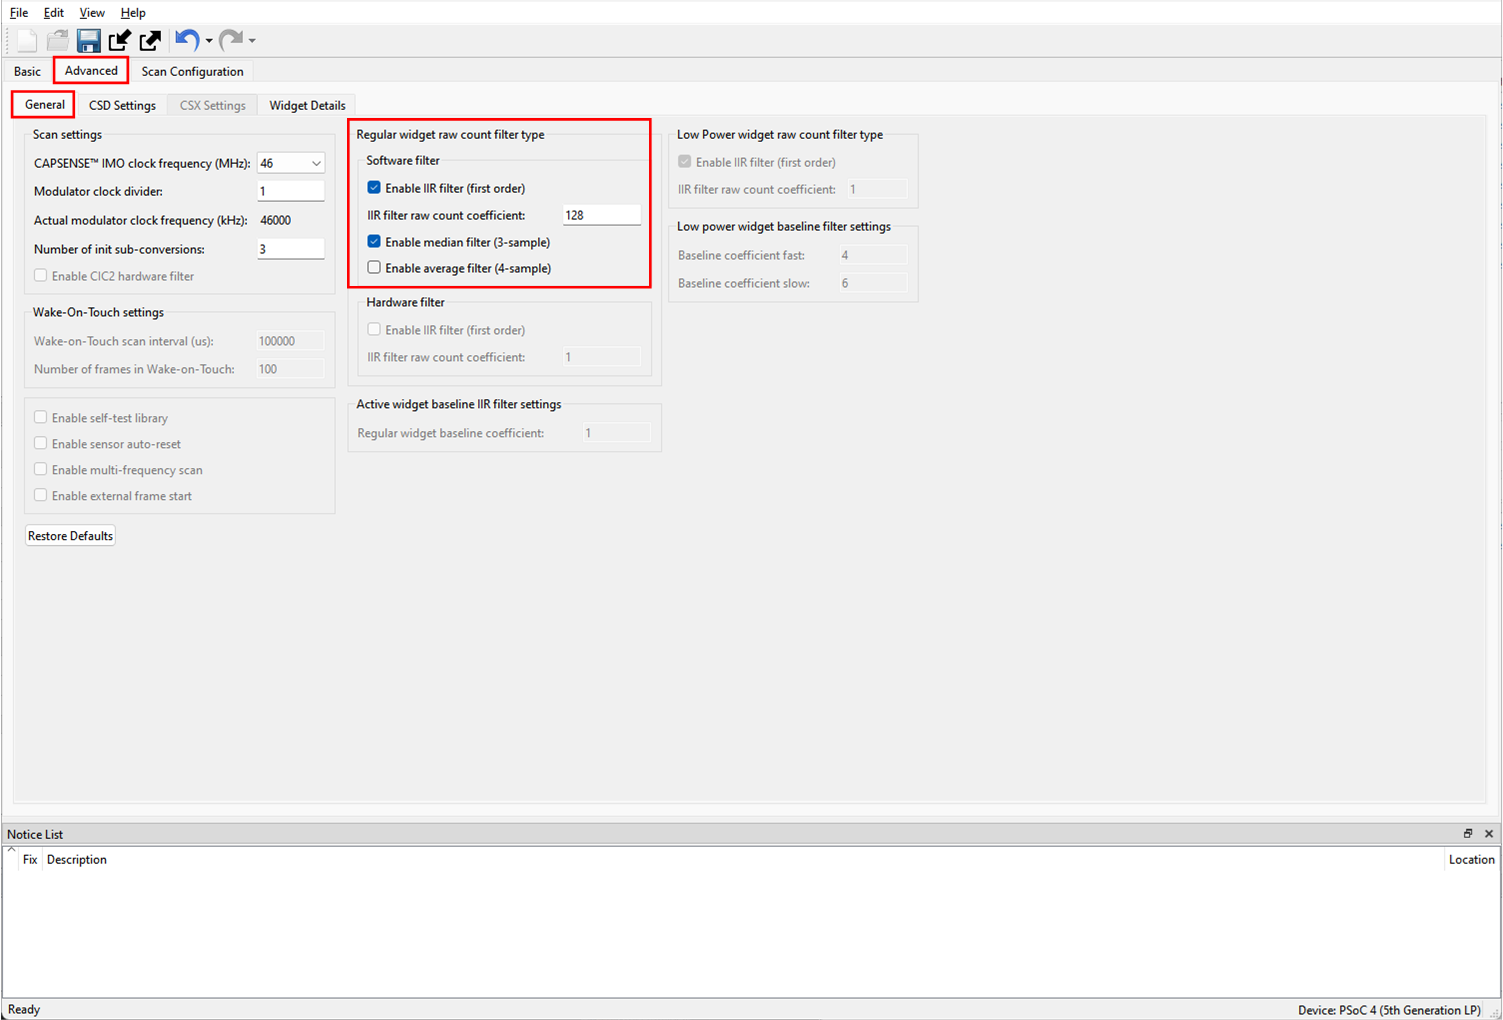 File Edit View Help
Basic Advanced Scan Configuration
General CSD Settings CSX Settings Widget Details
Scan settings
CAPSENSE™ IMO clock frequency (MHz): 46
Modulator clock divider: 1
Actual modulator clock frequency (kHz): 46000
Number of init sub-conversions: 3
Enable CIC2 hardware filter
Wake-On-Touch settings
Wake-on-Touch scan interval (us): 100000
Number of frames in Wake-on-Touch: 100
Enable self-test library
Enable sensor auto-reset
Enable multi-frequency scan
Enable external frame start
Restore Defaults
Regular widget raw count filter type
Software filter
Enable IIR filter (first order)
IIR filter raw count coefficient: 128
Enable median filter (3-sample)
Enable average filter (4-sample)
Hardware filter
Enable IIR filter (first order)
IIR filter raw count coefficient: 1
Active widget baseline IIR filter settings
Regular widget baseline coefficient: 1
Low Power widget raw count filter type
Enable IIR filter (first order)
IIR filter raw count coefficient: 1
Low power widget baseline filter settings
Baseline coefficient fast: 4
Baseline coefficient slow: 6
Notice List
Fix Description Location
Ready Device: PSoC 4 (5th Generation LP)